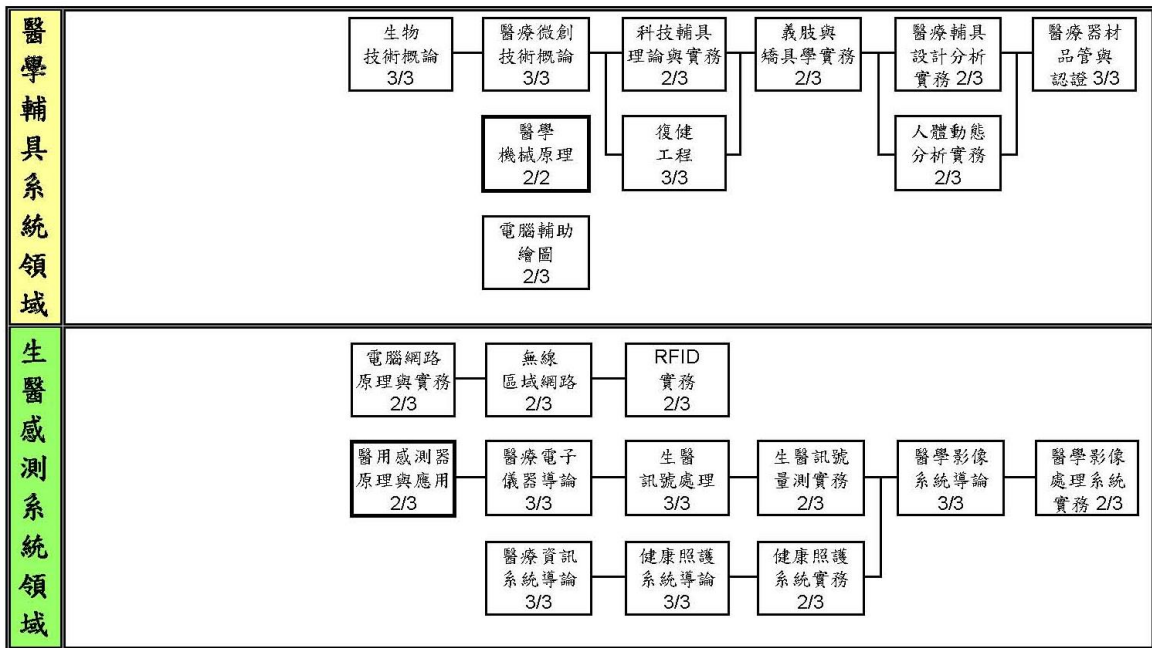 醫學輔具系統領域
生物
技術概論
3/3
醫療微創
技術概論
3/3
科技輔具
理論與實務
2/3
義肢與
矯具學實務
2/3
醫療輔具
設計分析
實務 2/3
醫療器材
品管與
認證 3/3
醫學
機械原理
2/2
復健
工程
3/3
人體動態
分析實務
2/3
電腦輔助
繪圖
2/3
生醫感測系統領域
電腦網路
原理與實務
2/3
無線
區域網路
2/3
RFID
實務
2/3
醫用感測器
原理與應用
2/3
醫療電子
儀器導論
3/3
生醫
訊號處理
3/3
生醫訊號
量測實務
2/3
醫學影像
系統導論
3/3
醫學影像
處理系統
實務 2/3
醫療資訊
系統導論
3/3
健康照護
系統導論
3/3
健康照護
系統實務
2/3